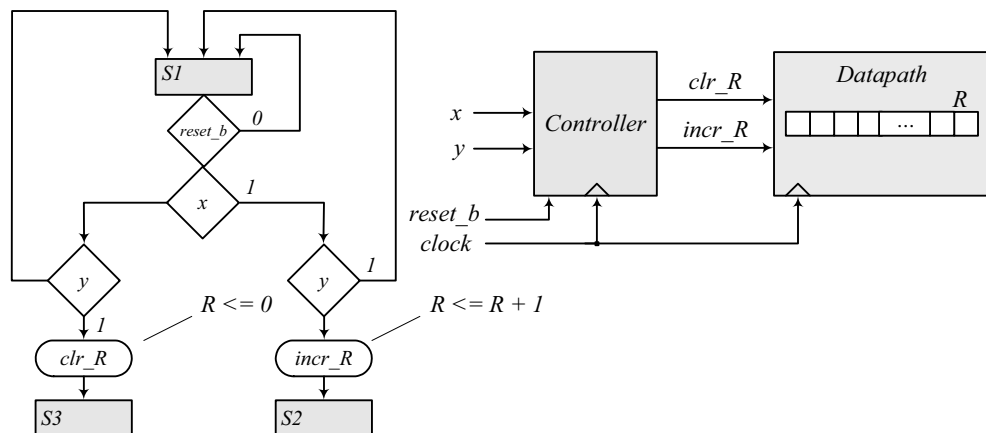 S1
reset_b
0
x
1
y
1
y
1
R <= 0
R <= R + 1
clr_R
incr_R
S3
S2
x
y
reset_b
clock
Controller
clr_R
incr_R
Datapath
R
...